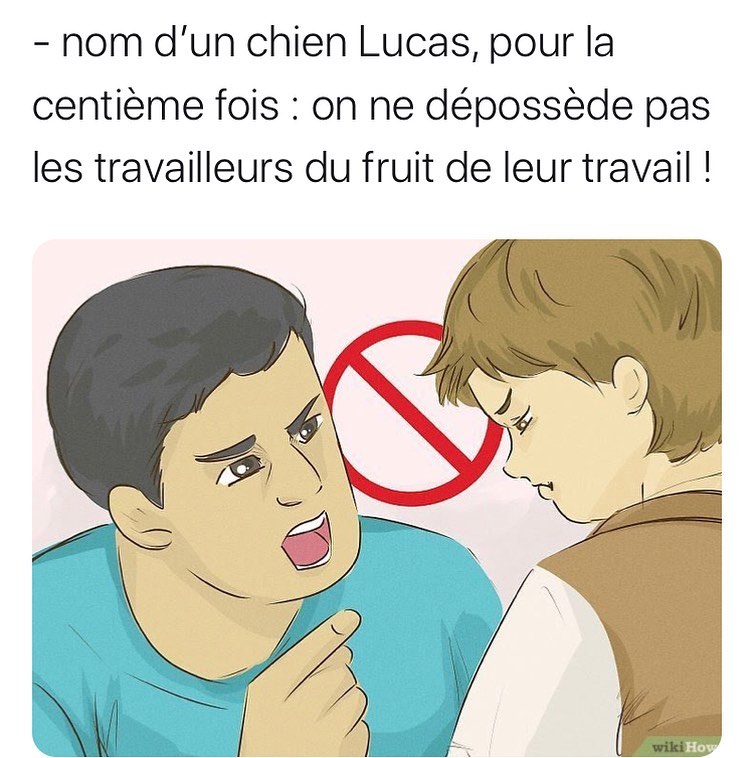 - nom d’un chien Lucas, pour la
centième fois : on ne dépossède pas
les travailleurs du fruit de leur travail !
wikiHow